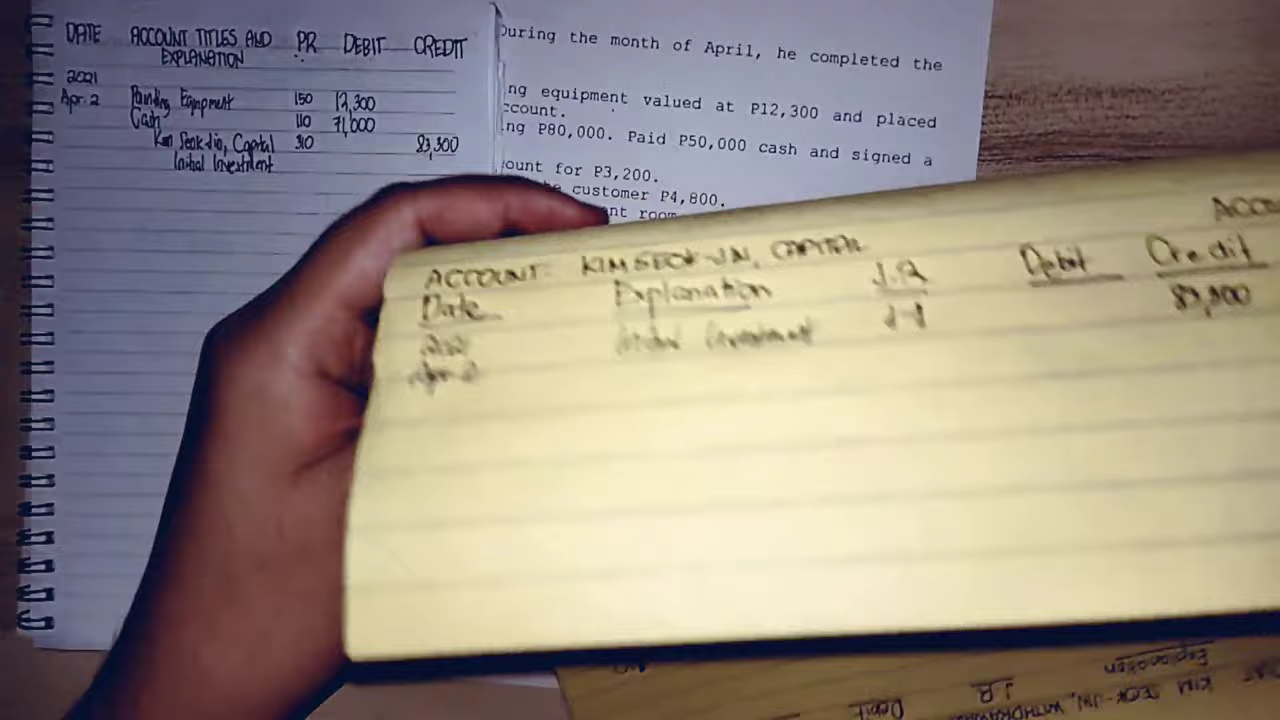 DATE ACCOUNT TITLES AND EXPLANATION PR DEBIT CREDIT
2021
Apr. 2 Painting Equipment 150 12,300
Cash 110 71,000
Kim Seok-Jin, Capital 310 83,300
Initial Investment
During the month of April, he completed the
ng equipment valued at P12,300 and placed
ccount.
ng P80,000. Paid P50,000 cash and signed a
ount for P3,200.
customer P4,800.
nt room
ACCOUNT: KIM SEOK-JIN, CAPITAL
Date Explanation J.R Debit Credit
2021 Initial Investment J-1 83,300
Apr. 2
Explanation
J.R
Debit